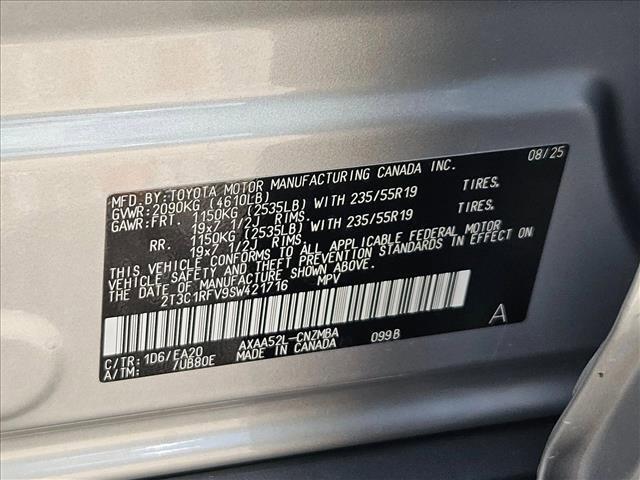 MFD. BY: TOYOTA MOTOR MANUFACTURING CANADA INC. 08/25
GVWR: 2090KG (4610LB)
GAWR: FRT. 1150KG (2535LB) WITH 235/55R19 TIRES.
19x7 1/2J RIMS.
RR. 1150KG (2535LB) WITH 235/55R19 TIRES.
19x7 1/2J RIMS.
THIS VEHICLE CONFORMS TO ALL APPLICABLE FEDERAL MOTOR
VEHICLE SAFETY AND THEFT PREVENTION STANDARDS IN EFFECT ON
THE DATE OF MANUFACTURE SHOWN ABOVE.
2T3C1RFV9SW421716 MPV
C/TR: 1D6/EA20 AXAA52L-CNZMBA 099B A
A/TM: /UB80E MADE IN CANADA